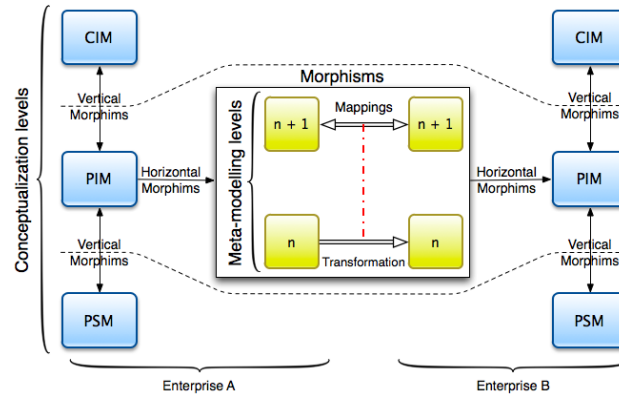 CIM
CIM
Morphisms
Vertical
Morphims
Vertical
Morphims
Mappings
n + 1
n + 1
Conceptualization levels
Meta-modelling levels
PIM
Horizontal
Morphims
Horizontal
Morphims
PIM
n
n
Transformation
Vertical
Morphims
Vertical
Morphims
PSM
PSM
Enterprise A
Enterprise B